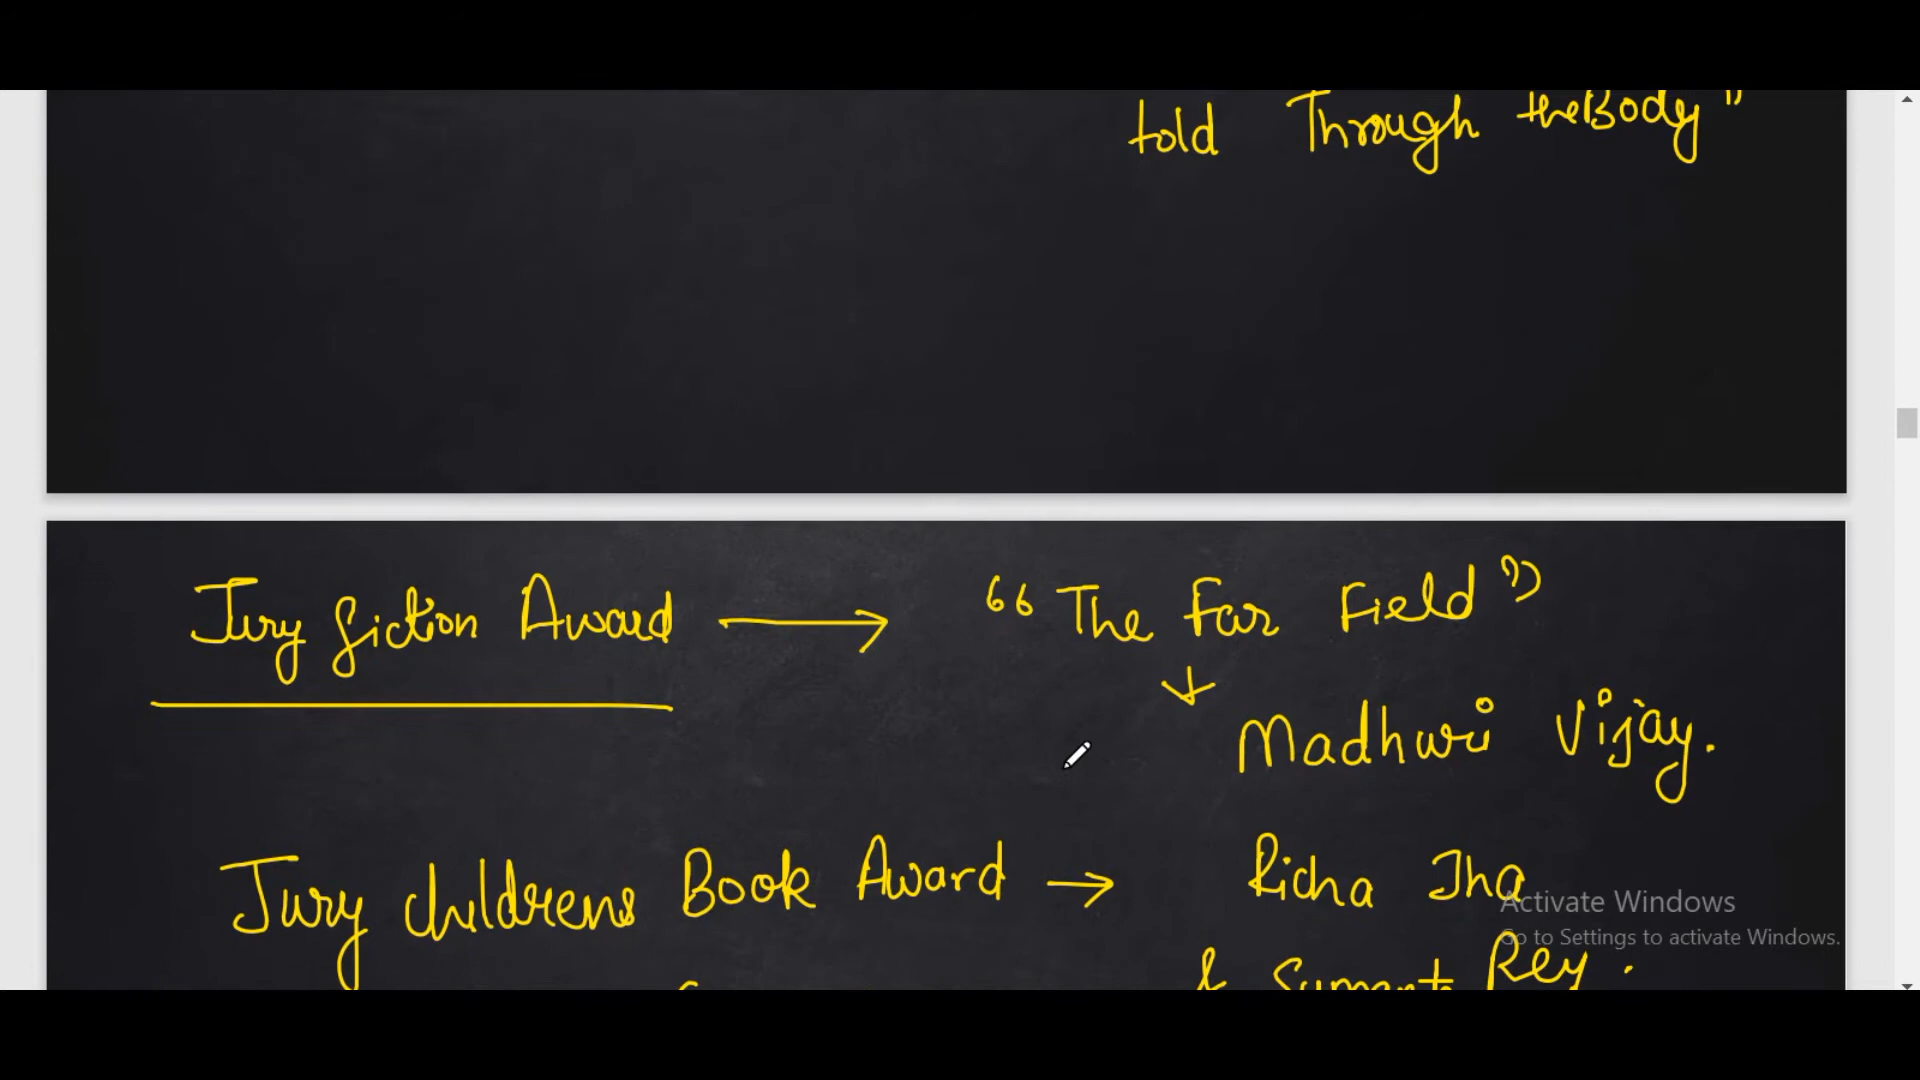 told Through theBody"
Jury fiction Award → "The Far Field"
Madhuri Vijay.
Jury childrens Book Award → Richa Jha
Activate Windows
Go to Settings to activate Windows.
& Rey.